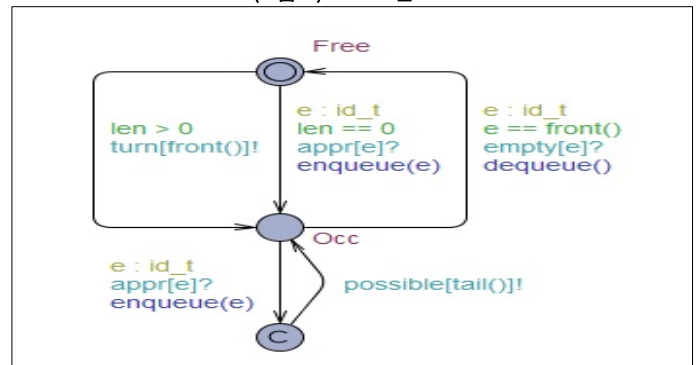 Free
len > 0
turn[front()]!
e : id_t
len == 0
appr[e]?
enqueue(e)
e : id_t
e == front()
empty[e]?
dequeue()
Occ
e : id_t
appr[e]?
enqueue(e)
possible[tail()]!
C